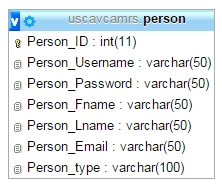 v uscavcamrs.person
Person_ID : int(11)
Person_Username : varchar(50)
Person_Password : varchar(50)
Person_Fname : varchar(50)
Person_Lname : varchar(50)
Person_Email : varchar(50)
Person_type : varchar(100)